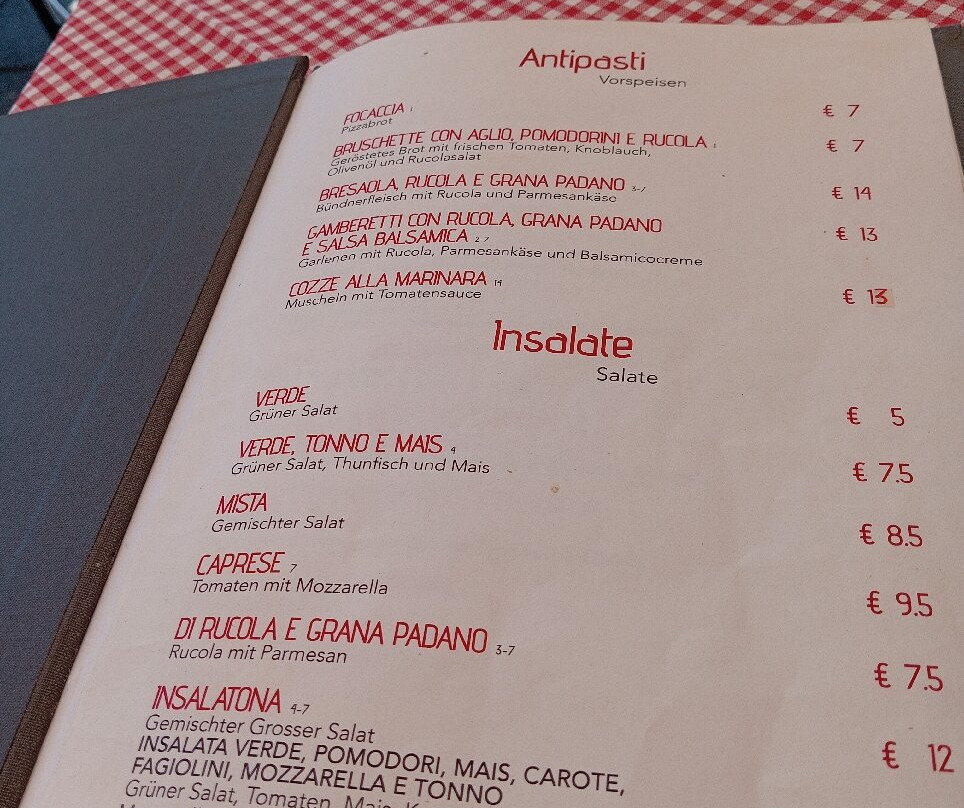 Antipasti
Vorspeisen
FOCACCIA 1 € 7
Pizzabrot
BRUSCHETTE CON AGLIO, POMODORINI E RUCOLA 1 € 7
Geröstetes Brot mit frischen Tomaten, Knoblauch,
Olivenöl und Rucolasalat
BRESAOLA, RUCOLA E GRANA PADANO 3-7 € 14
Bündnerfleisch mit Rucola und Parmesankäse
GAMBERETTI CON RUCOLA, GRANA PADANO
E SALSA BALSAMICA 2 7 € 13
Garlenen mit Rucola, Parmesankäse und Balsamicocreme
COZZE ALLA MARINARA 14 € 13
Muscheln mit Tomatensauce
Insalate
Salate
VERDE € 5
Grüner Salat
VERDE, TONNO E MAIS 4 € 7.5
Grüner Salat, Thunfisch und Mais
MISTA € 8.5
Gemischter Salat
CAPRESE 7 € 9.5
Tomaten mit Mozzarella
DI RUCOLA E GRANA PADANO 3-7 € 7.5
Rucola mit Parmesan
INSALATONA 4-7 € 12
Gemischter Grosser Salat
INSALATA VERDE, POMODORI, MAIS, CAROTE,
FAGIOLINI, MOZZARELLA E TONNO
Grüner Salat, Tomaten, Mais,